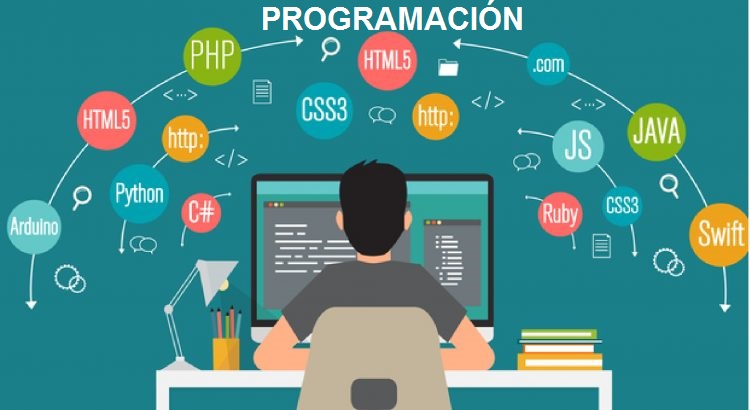 PROGRAMACIÓN
PHP
HTML5
.com
HTML5
CSS3
http:
JAVA
http:
JS
Python
C#
Ruby
CSS3
Arduino
Swift